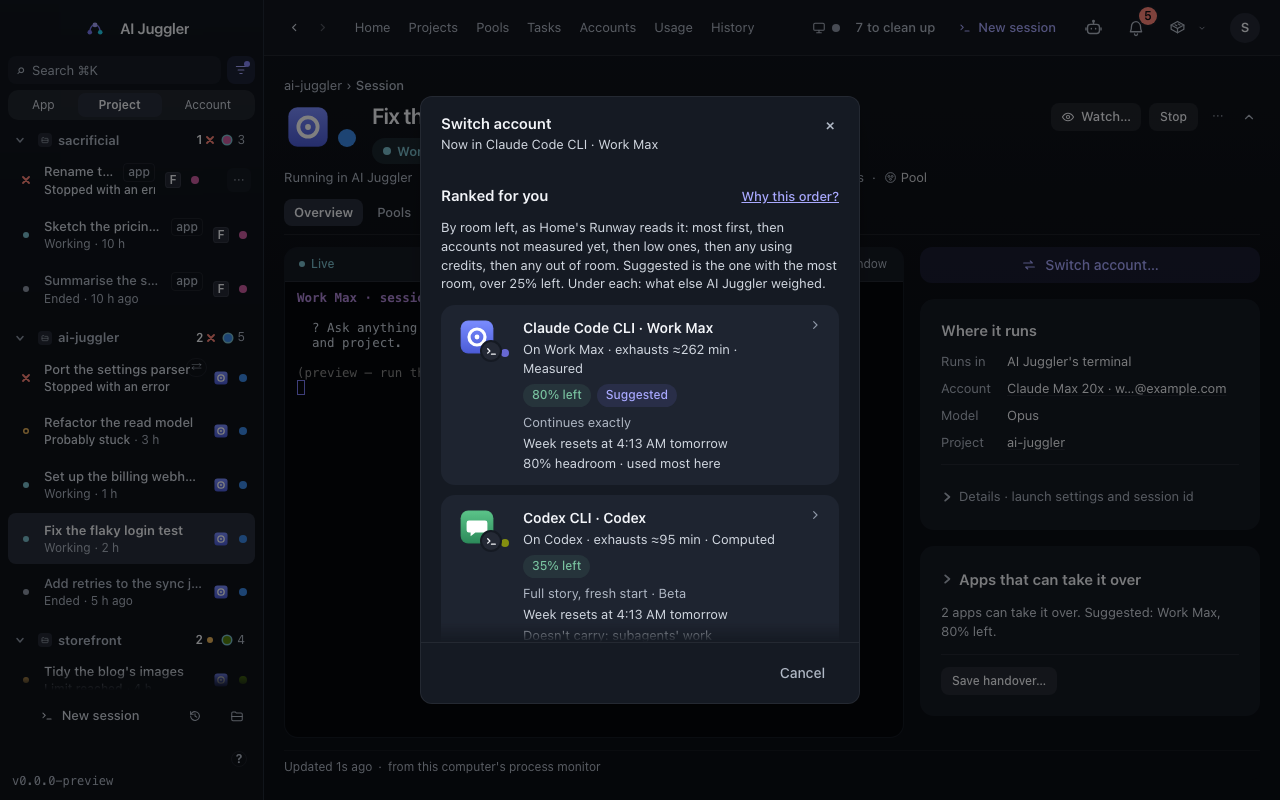 AI Juggler
Search ⌘K
App Project Account
sacrificial 1 3
Rename t... app F
Stopped with an err
Sketch the pricin... app F
Working · 10 h
Summarise the s... app F
Ended · 10 h ago
ai-juggler 2 5
Port the settings parser
Stopped with an error
Refactor the read model
Probably stuck · 3 h
Set up the billing webh...
Working · 1 h
Fix the flaky login test
Working · 2 h
Add retries to the sync j...
Ended · 5 h ago
storefront 2 4
Tidy the blog's images
New session
?
v0.0.0-preview
Home Projects Pools Tasks Accounts Usage History 7 to clean up New session 5 S
ai-juggler › Session
Fix th
Wor
Watch... Stop ...
Running in AI Juggler
s · Pool
Overview Pools
Live
ndow
Work Max · sessi
? Ask anything
and project.
(preview — run th
Switch account
Now in Claude Code CLI · Work Max
Ranked for you Why this order?
By room left, as Home's Runway reads it: most first, then
accounts not measured yet, then low ones, then any using
credits, then any out of room. Suggested is the one with the most
room, over 25% left. Under each: what else AI Juggler weighed.
Claude Code CLI · Work Max
On Work Max · exhausts ≈262 min ·
Measured
80% left Suggested
Continues exactly
Week resets at 4:13 AM tomorrow
80% headroom · used most here
Codex CLI · Codex
On Codex · exhausts ≈95 min · Computed
35% left
Full story, fresh start · Beta
Week resets at 4:13 AM tomorrow
Doesn't carry: subagents' work
Cancel
Switch account...
Where it runs
Runs in AI Juggler's terminal
Account Claude Max 20x · w...@example.com
Model Opus
Project ai-juggler
Details · launch settings and session id
Apps that can take it over
2 apps can take it over. Suggested: Work Max,
80% left.
Save handover...
Updated 1s ago · from this computer's process monitor